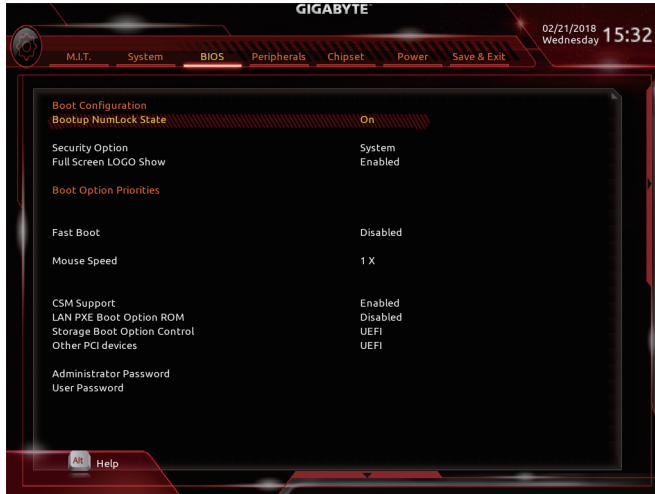 GIGABYTE™
02/21/2018
Wednesday 15:32
M.I.T. System BIOS Peripherals Chipset Power Save & Exit
Boot Configuration
Bootup NumLock State On
Security Option System
Full Screen LOGO Show Enabled
Boot Option Priorities
Fast Boot Disabled
Mouse Speed 1 X
CSM Support Enabled
LAN PXE Boot Option ROM Disabled
Storage Boot Option Control UEFI
Other PCI devices UEFI
Administrator Password
User Password
Alt Help